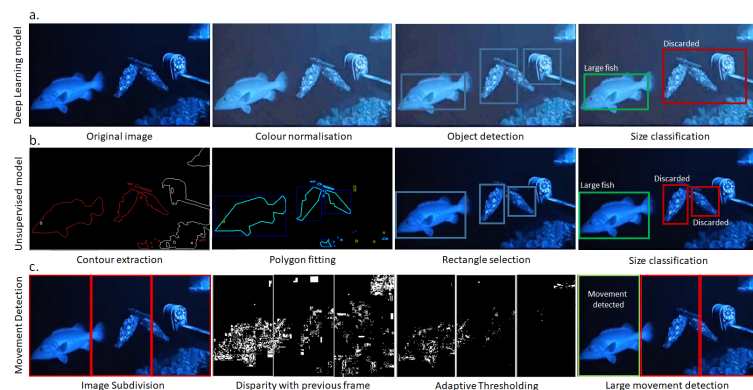 a.
Deep Learning model
Large fish
Discarded
Original image
Colour normalisation
Object detection
Size classification
b.
Unsupervised model
Large fish
Discarded
Discarded
Contour extraction
Polygon fitting
Rectangle selection
Size classification
c.
Movement Detection
Movement
detected
Image Subdivision
Disparity with previous frame
Adaptive Thresholding
Large movement detection